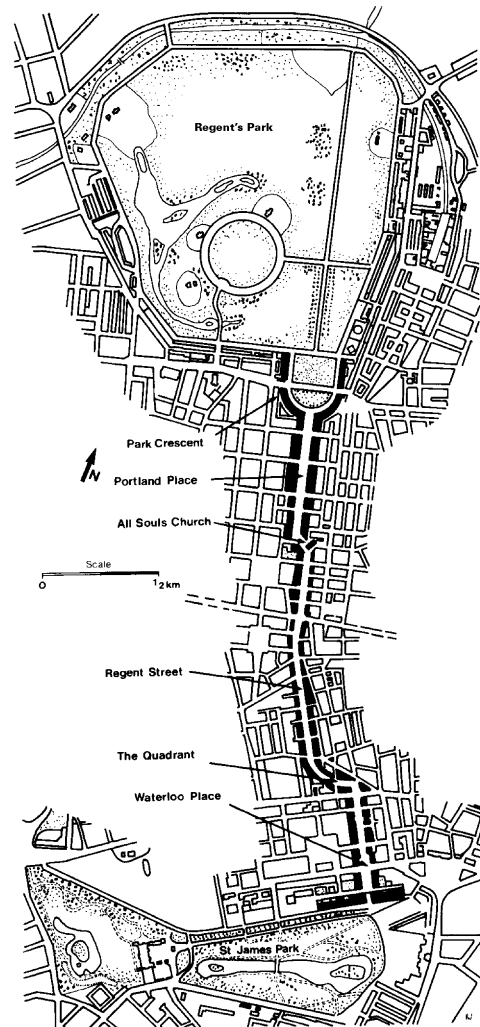 Regent's Park
Park Crescent
N
Portland Place
All Souls Church
Scale
0 1 2 km
Regent Street
The Quadrant
Waterloo Place
St James Park